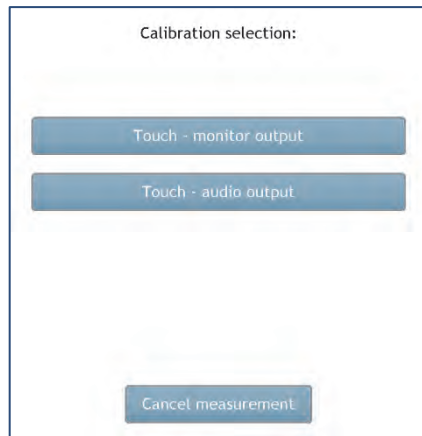 Calibration selection:
Touch - monitor output
Touch - audio output
Cancel measurement